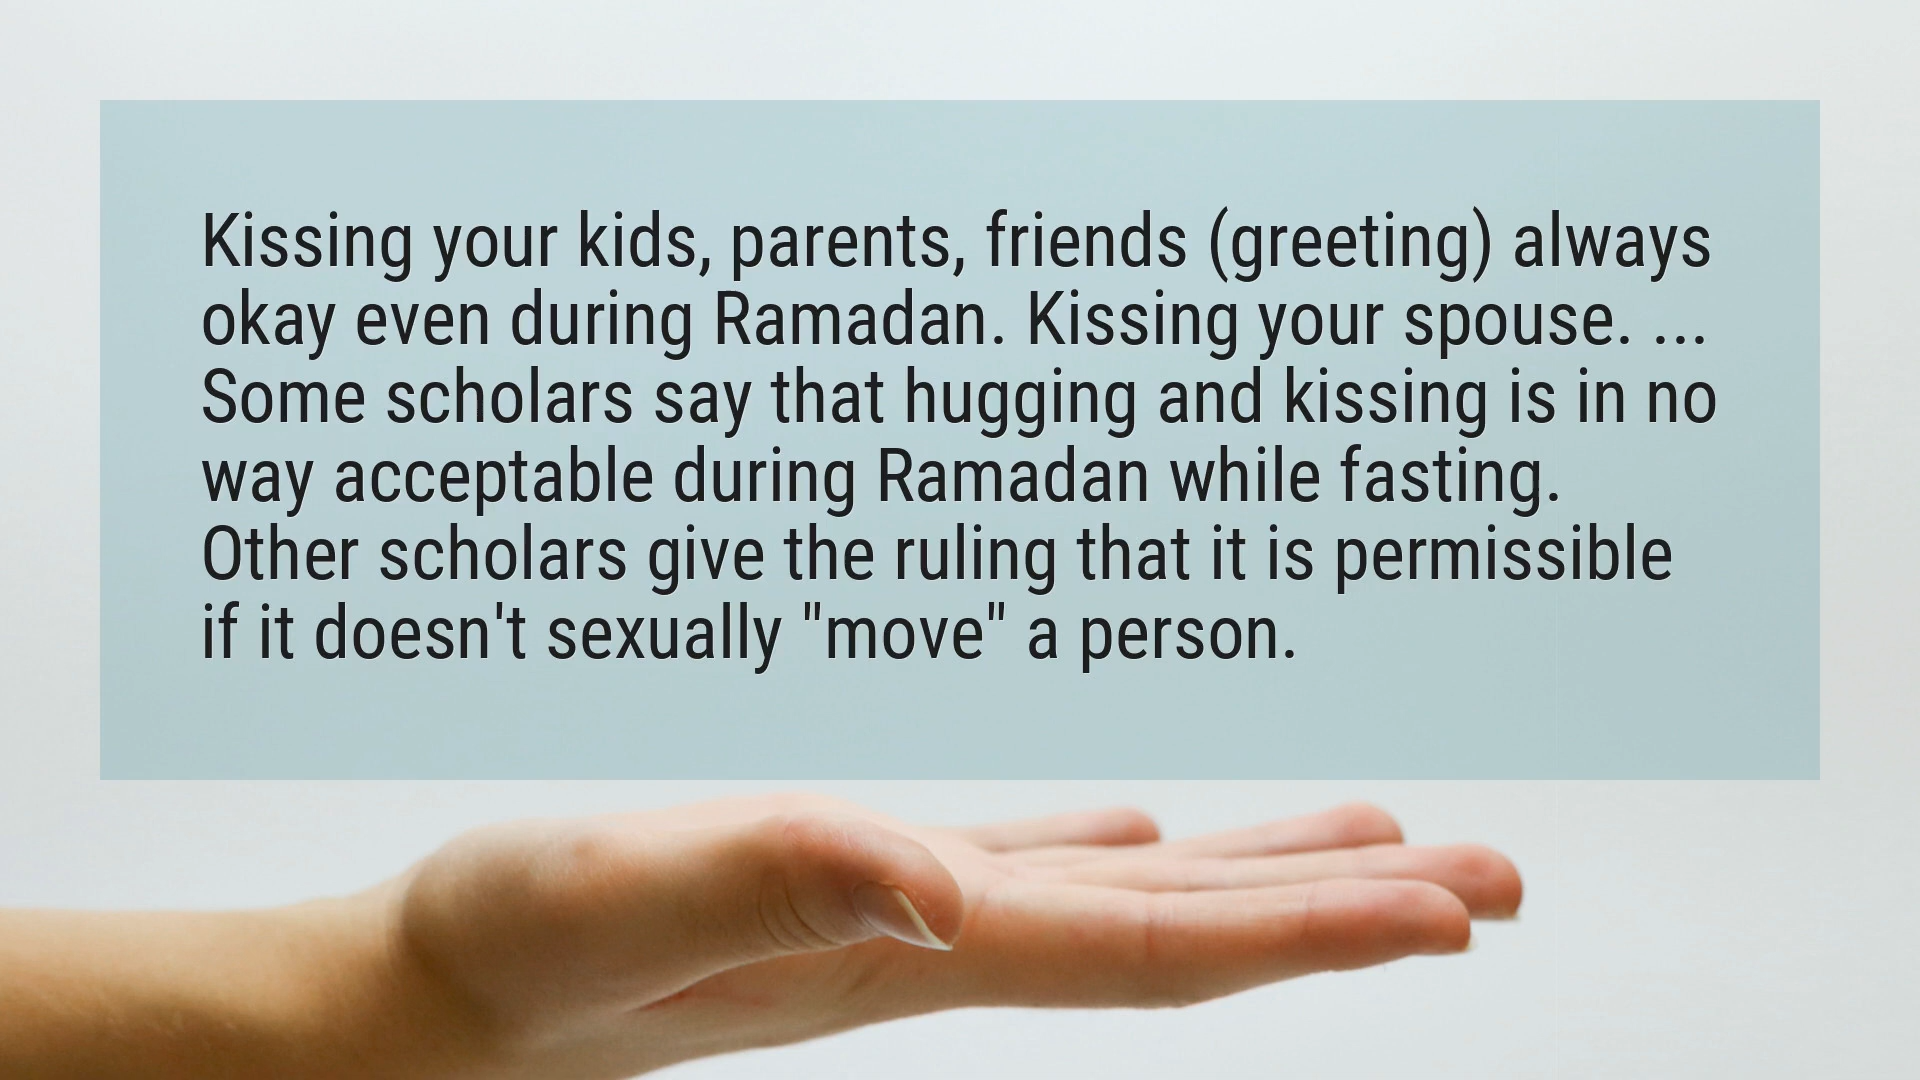 Kissing your kids, parents, friends (greeting) always
okay even during Ramadan. Kissing your spouse. ...
Some scholars say that hugging and kissing is in no
way acceptable during Ramadan while fasting.
Other scholars give the ruling that it is permissible
if it doesn't sexually "move" a person.